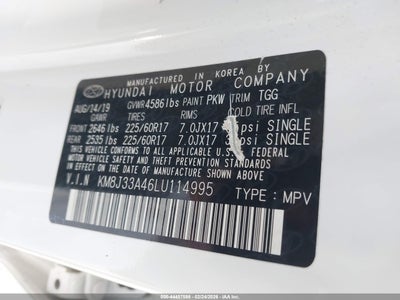 MANUFACTURED IN KOREA BY
HYUNDAI MOTOR COMPANY
AUG/14/19 GVWR 4586 lbs PAINT PKW TRIM TGG
GAWR TIRES RIMS COLD TIRE INFL
FRONT 2646 lbs 225/60R17 7.0JX17 psi SINGLE
REAR 2535 lbs 225/60R17 7.0JX17 SINGLE
THIS VEHICLE CONFORMS TO ALL APPLICABLE U.S. FEDERAL
MOTOR VEHICLE SAFETY, BUMPER, AND THEFT
PREVENTION STANDARDS IN EFFECT ON THE DATE OF
MANUFACTURE SHOWN ABOVE.
V.I.N KM8J33A46LU114995 TYPE: MPV